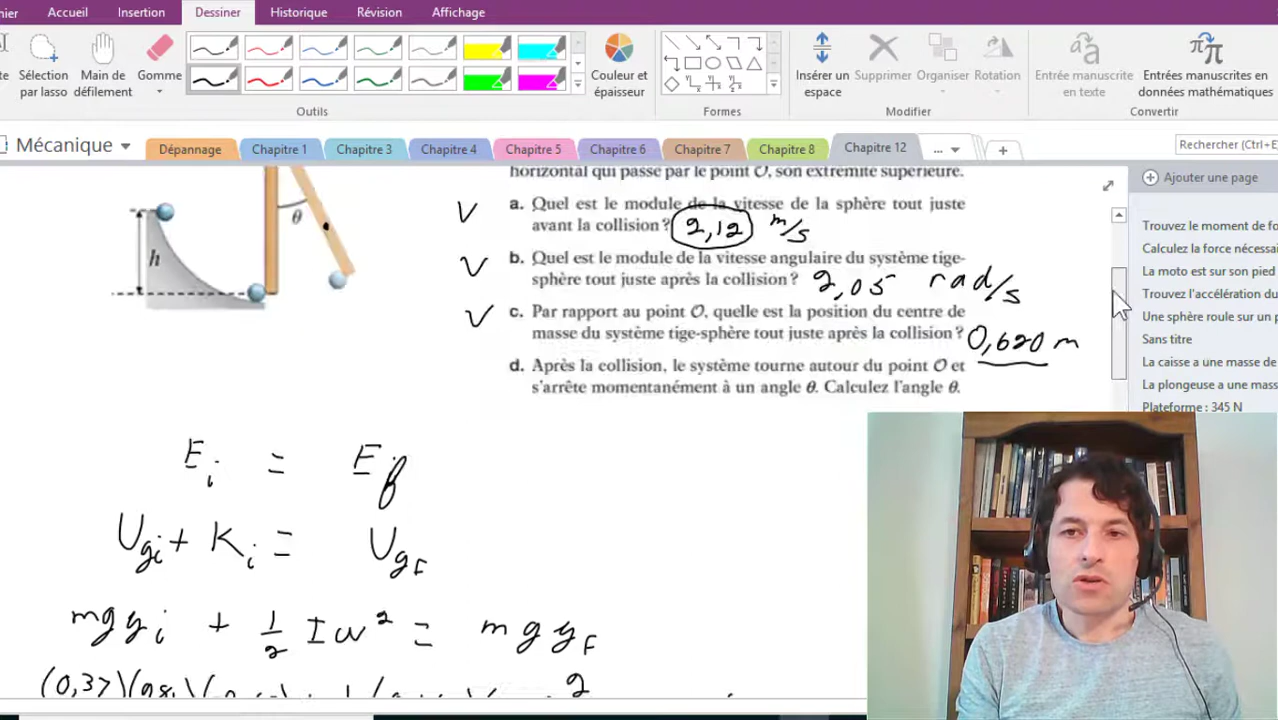 nier Accueil Insertion Dessiner Historique Révision Affichage
Sélection par lasso
Main de défilement
Gomme
Couleur et épaisseur
Insérer un espace
Supprimer
Organiser
Rotation
Entrée manuscrite en texte
Entrées manuscrites en données mathématiques
Outils
Formes
Modifier
Convertir
Mécanique
Dépannage Chapitre 1 Chapitre 3 Chapitre 4 Chapitre 5 Chapitre 6 Chapitre 7 Chapitre 8 Chapitre 12 ...
Rechercher (Ctrl+E)
Ajouter une page
Trouvez le moment de fo
Calculez la force nécessai
La moto est sur son pied
Trouvez l'accélération du
Une sphère roule sur un p
Sans titre
La caisse a une masse de
La plongeuse a une mass
Plateforme : 345 N
h
θ
horizontal qui passe par le point O, son extrémité supérieure.
a. Quel est le module de la vitesse de la sphère tout juste
avant la collision ? 2,12 m/s
b. Quel est le module de la vitesse angulaire du système tige-
sphère tout juste après la collision ? 2,05 rad/s
c. Par rapport au point O, quelle est la position du centre de
masse du système tige-sphère tout juste après la collision ? 0,620 m
d. Après la collision, le système tourne autour du point O et
s'arrête momentanément à un angle θ. Calculez l'angle θ.
Ei = Ef
Ugi + Ki = Ugf
mgyi + 1/2 Iω² = mgyf